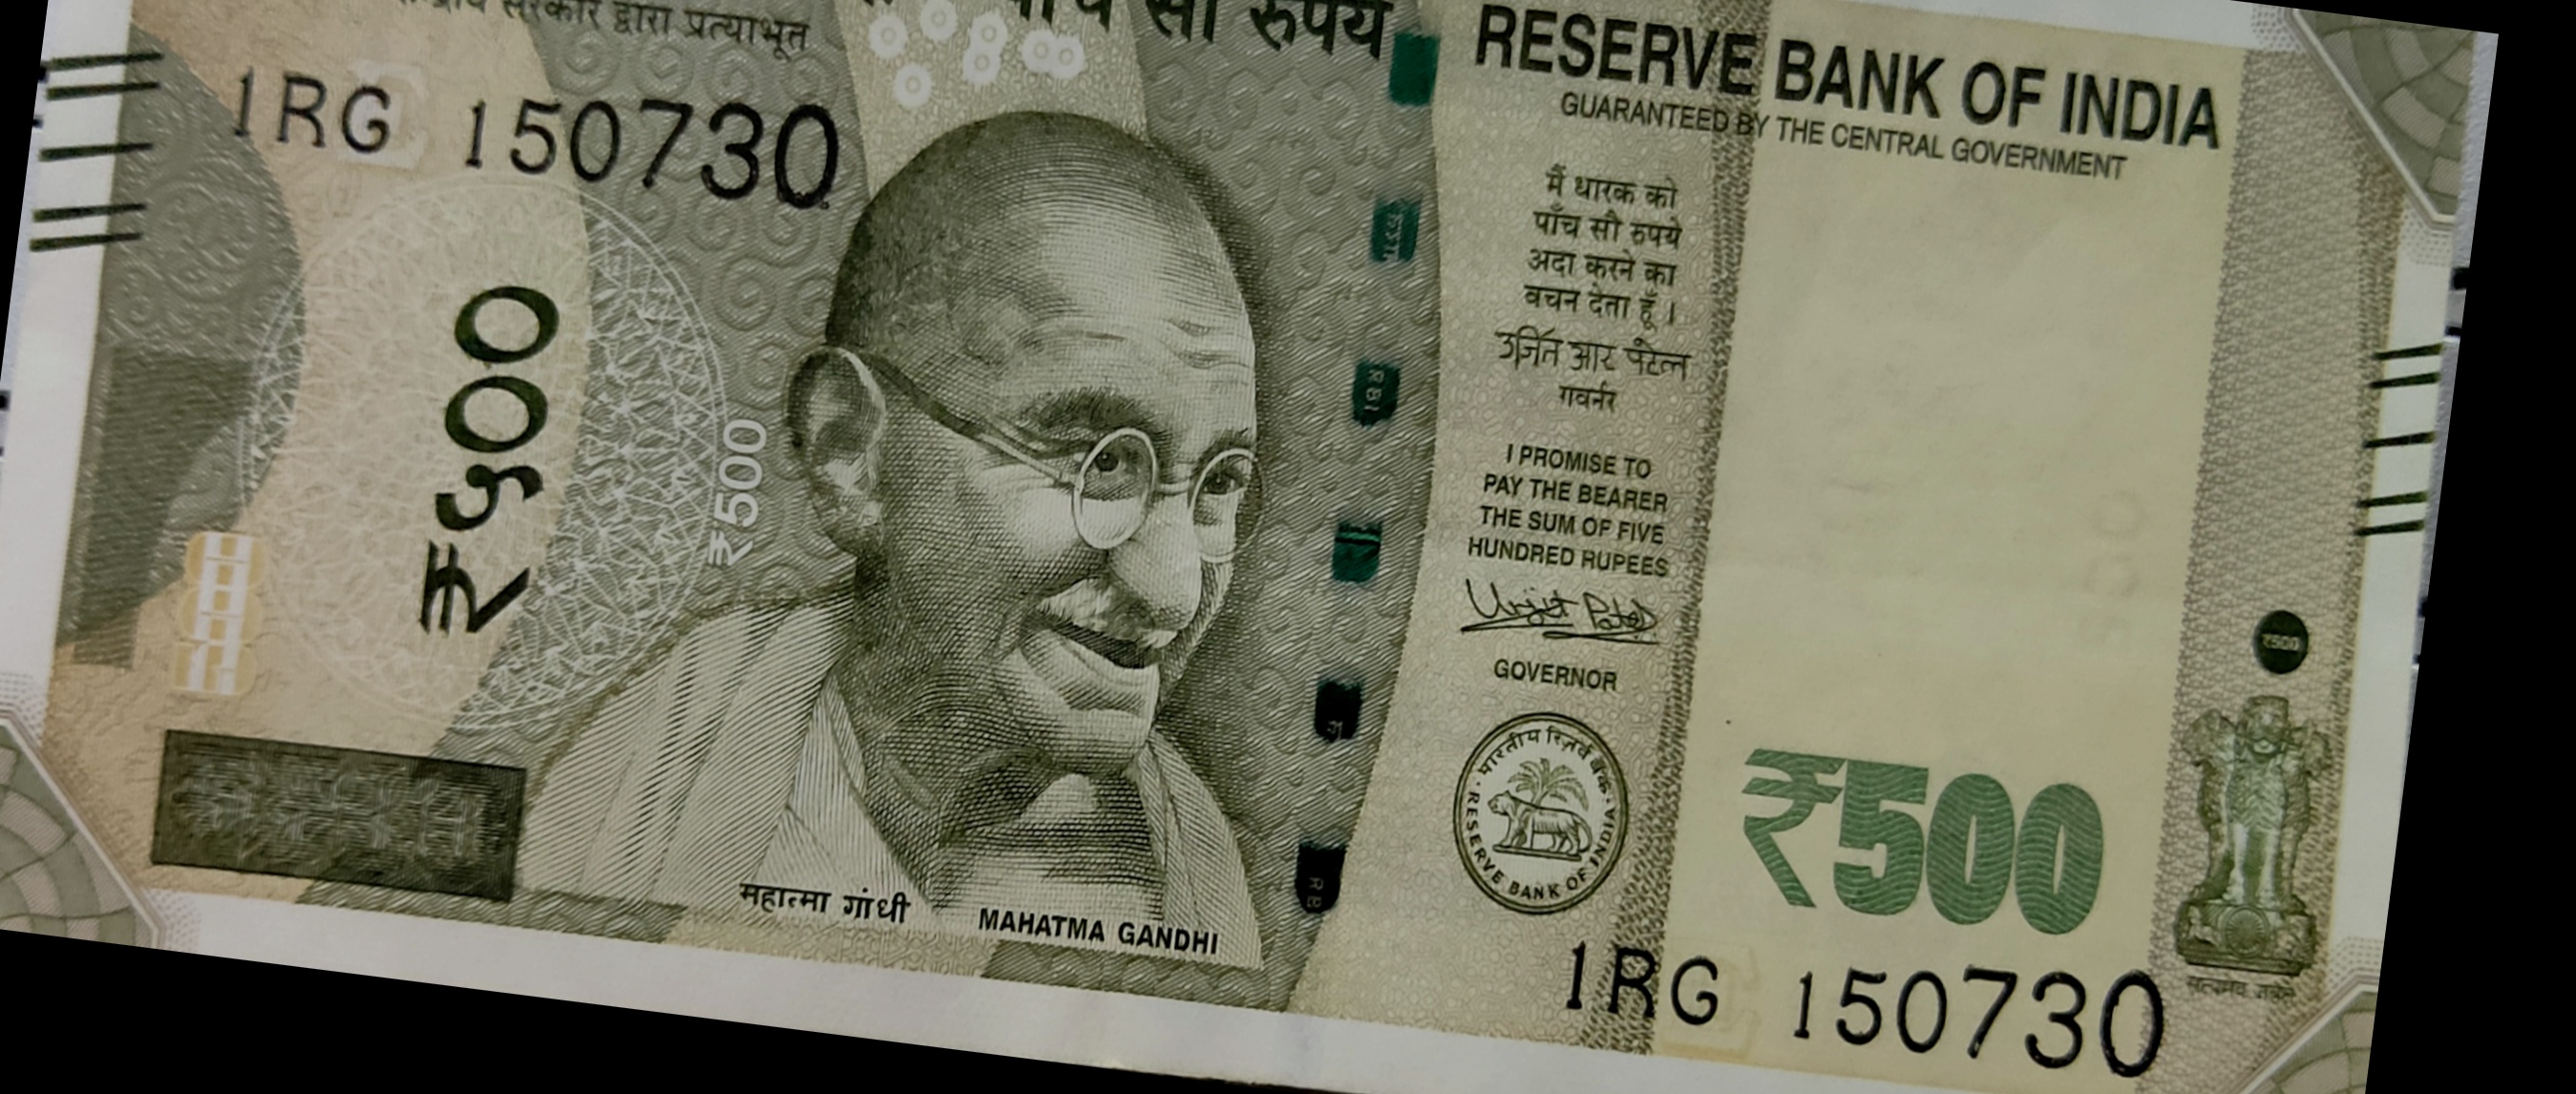 सरकार द्वारा प्रत्याभूत
सौ रुपये
RESERVE BANK OF INDIA
GUARANTEED BY THE CENTRAL GOVERNMENT
1RG 150730
₹५००
₹500
मैं धारक को
पाँच सौ रुपये
अदा करने का
वचन देता हूँ ।
उर्जित आर पटेल
गवर्नर
RBI
I PROMISE TO
PAY THE BEARER
THE SUM OF FIVE
HUNDRED RUPEES
Urjit Patel
GOVERNOR
भारतीय रिज़र्व बैंक
RESERVE BANK OF INDIA
₹500
₹500
सत्यमेव जयते
महात्मा गांधी MAHATMA GANDHI
1RG 150730